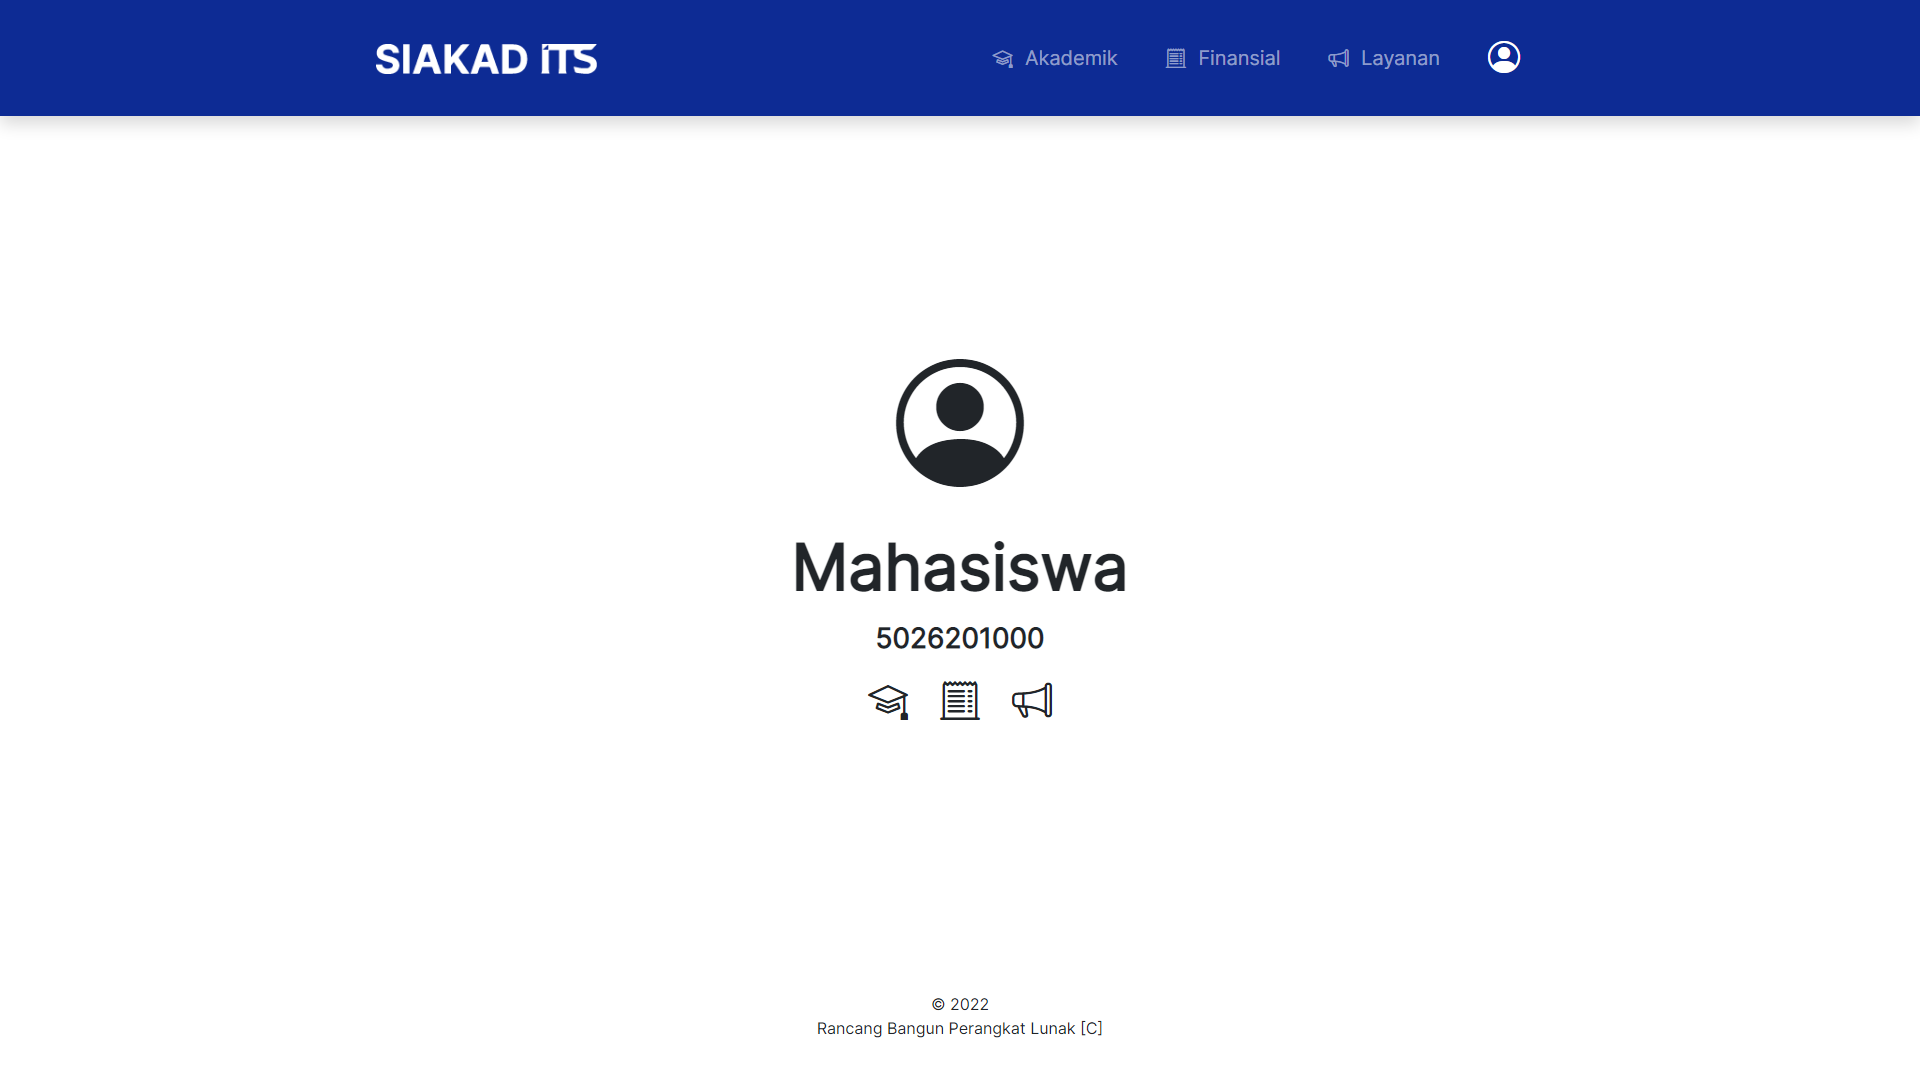 SIAKAD ITS
Akademik
Finansial
Layanan
Mahasiswa
5026201000
© 2022
Rancang Bangun Perangkat Lunak [C]